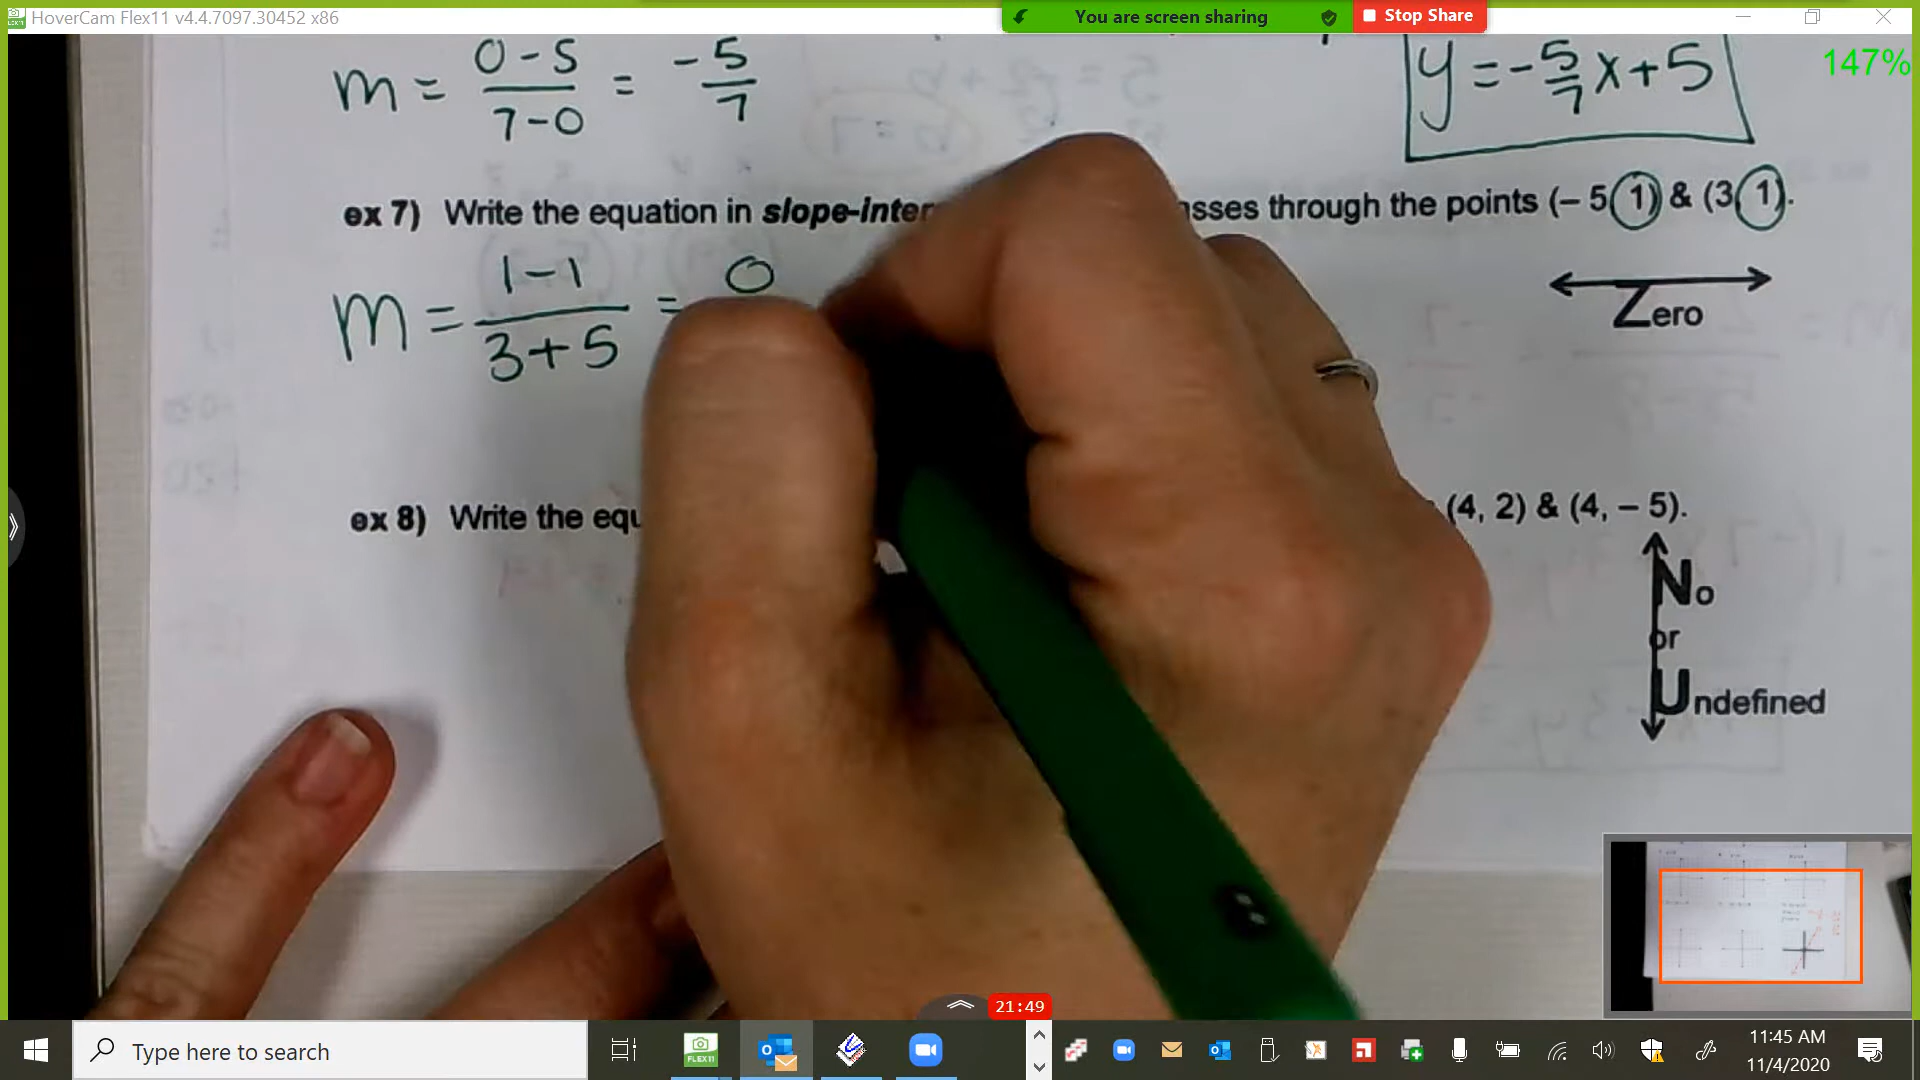 HoverCam Flex11 v4.4.7097.30452 x86
You are screen sharing
Stop Share
147%
m = 0-5 / 7-0 = -5/7
y = -5/7 x + 5
ex 7) Write the equation in slope-inter sses through the points (– 5 1) & (3, 1).
m = 1-1 / 3+5 = 0
Zero
ex 8) Write the equ (4, 2) & (4, – 5).
No
or
Undefined
21:49
Type here to search
FLEX11
11:45 AM
11/4/2020